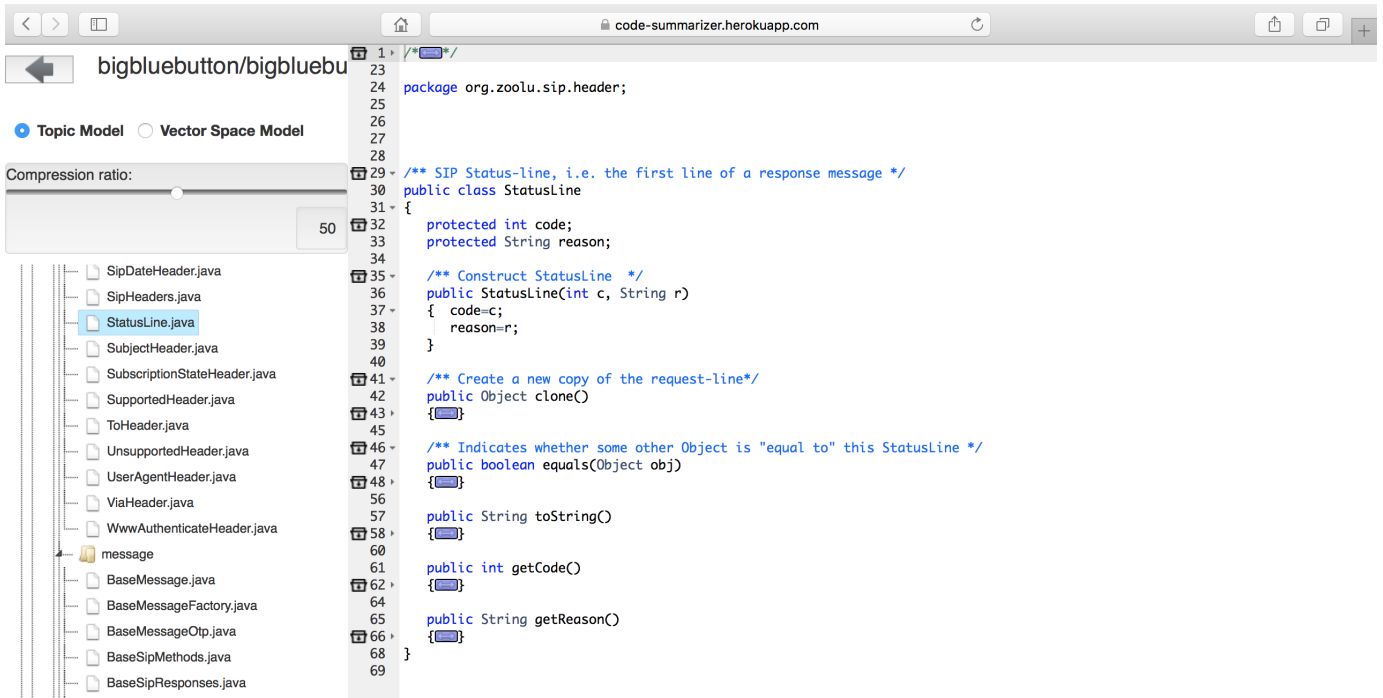 code-summarizer.herokuapp.com
bigbluebutton/bigbluebu
Topic Model Vector Space Model
Compression ratio:
50
SipDateHeader.java
SipHeaders.java
StatusLine.java
SubjectHeader.java
SubscriptionStateHeader.java
SupportedHeader.java
ToHeader.java
UnsupportedHeader.java
UserAgentHeader.java
ViaHeader.java
WwwAuthenticateHeader.java
message
BaseMessage.java
BaseMessageFactory.java
BaseMessageOtp.java
BaseSipMethods.java
BaseSipResponses.java
1 /* */
23
24 package org.zoolu.sip.header;
25
26
27
28
29 /** SIP Status-line, i.e. the first line of a response message */
30 public class StatusLine
31 {
32 protected int code;
33 protected String reason;
34
35 /** Construct StatusLine  */
36 public StatusLine(int c, String r)
37 {  code=c;
38 reason=r;
39 }
40
41 /** Create a new copy of the request-line*/
42 public Object clone()
43 { }
45
46 /** Indicates whether some other Object is "equal to" this StatusLine */
47 public boolean equals(Object obj)
48 { }
56
57 public String toString()
58 { }
60
61 public int getCode()
62 { }
64
65 public String getReason()
66 { }
68 }
69